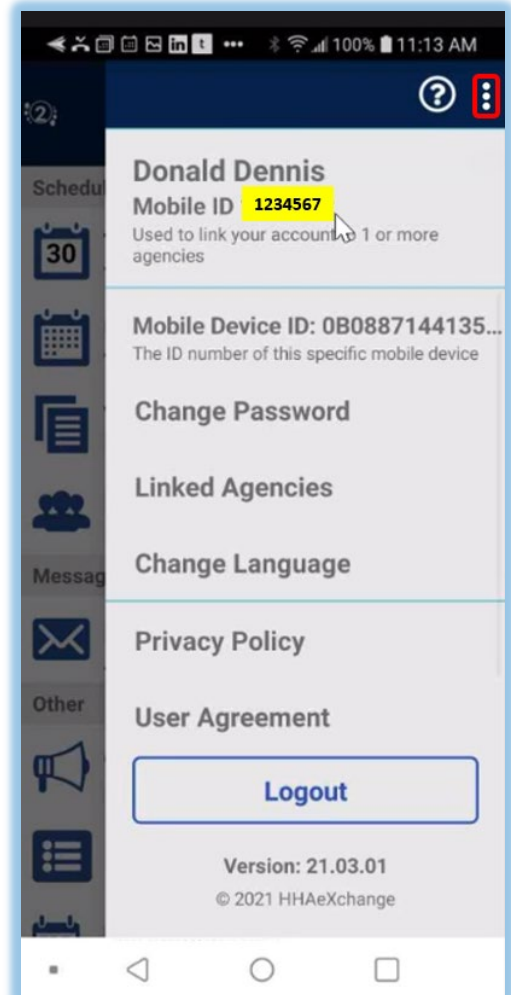 100% 11:13 AM
2
Donald Dennis
Mobile ID 1234567
Used to link your account to 1 or more
agencies
Mobile Device ID: 0B0887144135...
The ID number of this specific mobile device
Change Password
Linked Agencies
Change Language
Privacy Policy
User Agreement
Logout
Version: 21.03.01
© 2021 HHAeXchange
Schedu
30
Messag
Other